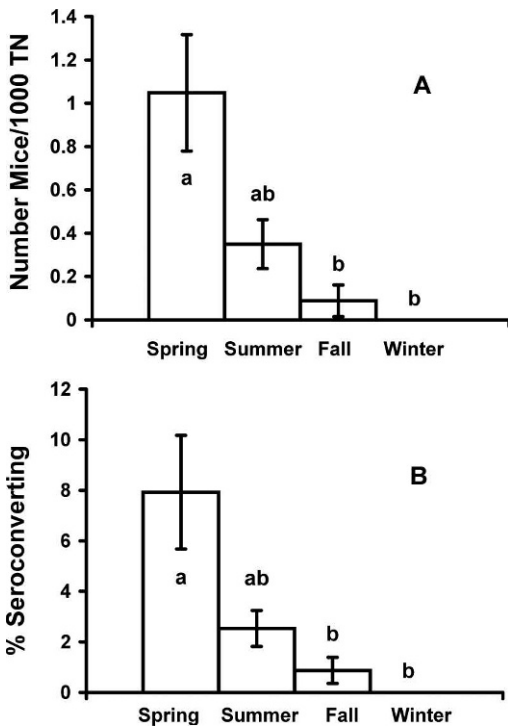 Number Mice/1000 TN
1.4
1.2
1
0.8
0.6
0.4
0.2
0
A
a
ab
b
b
Spring Summer Fall Winter
% Seroconverting
12
10
8
6
4
2
0
B
a
ab
b
b
Spring Summer Fall Winter